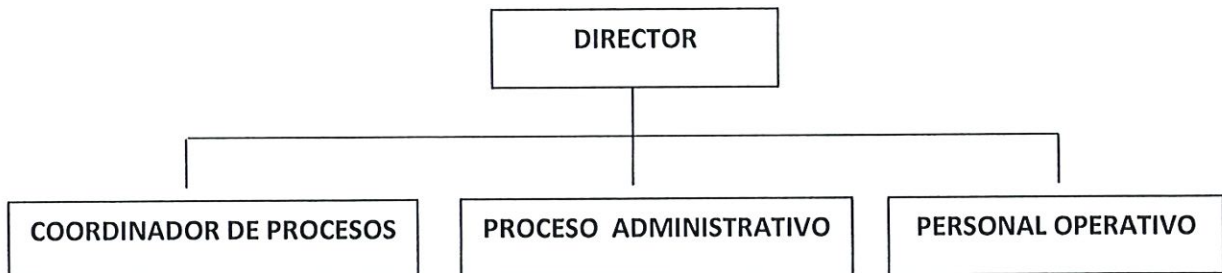 DIRECTOR
COORDINADOR DE PROCESOS
PROCESO ADMINISTRATIVO
PERSONAL OPERATIVO